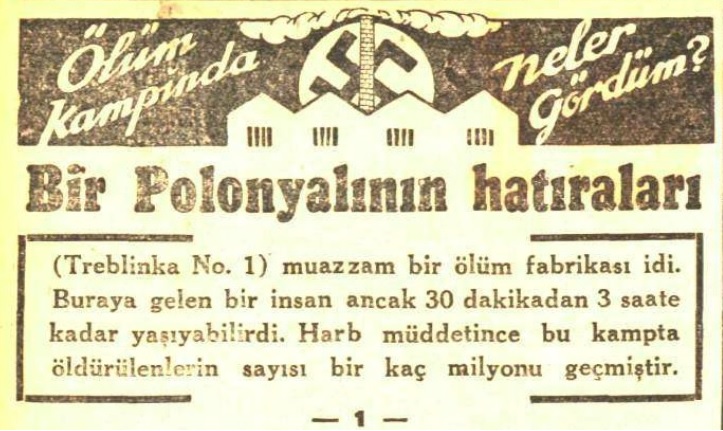 Ölüm Kampında neler Gördüm?
Bir Polonyalının hatıraları
(Treblinka No. 1) muazzam bir ölüm fabrikası idi.
Buraya gelen bir insan ancak 30 dakikadan 3 saate
kadar yaşıyabilirdi. Harb müddetince bu kampta
öldürülenlerin sayısı bir kaç milyonu geçmiştir.
— 1 —